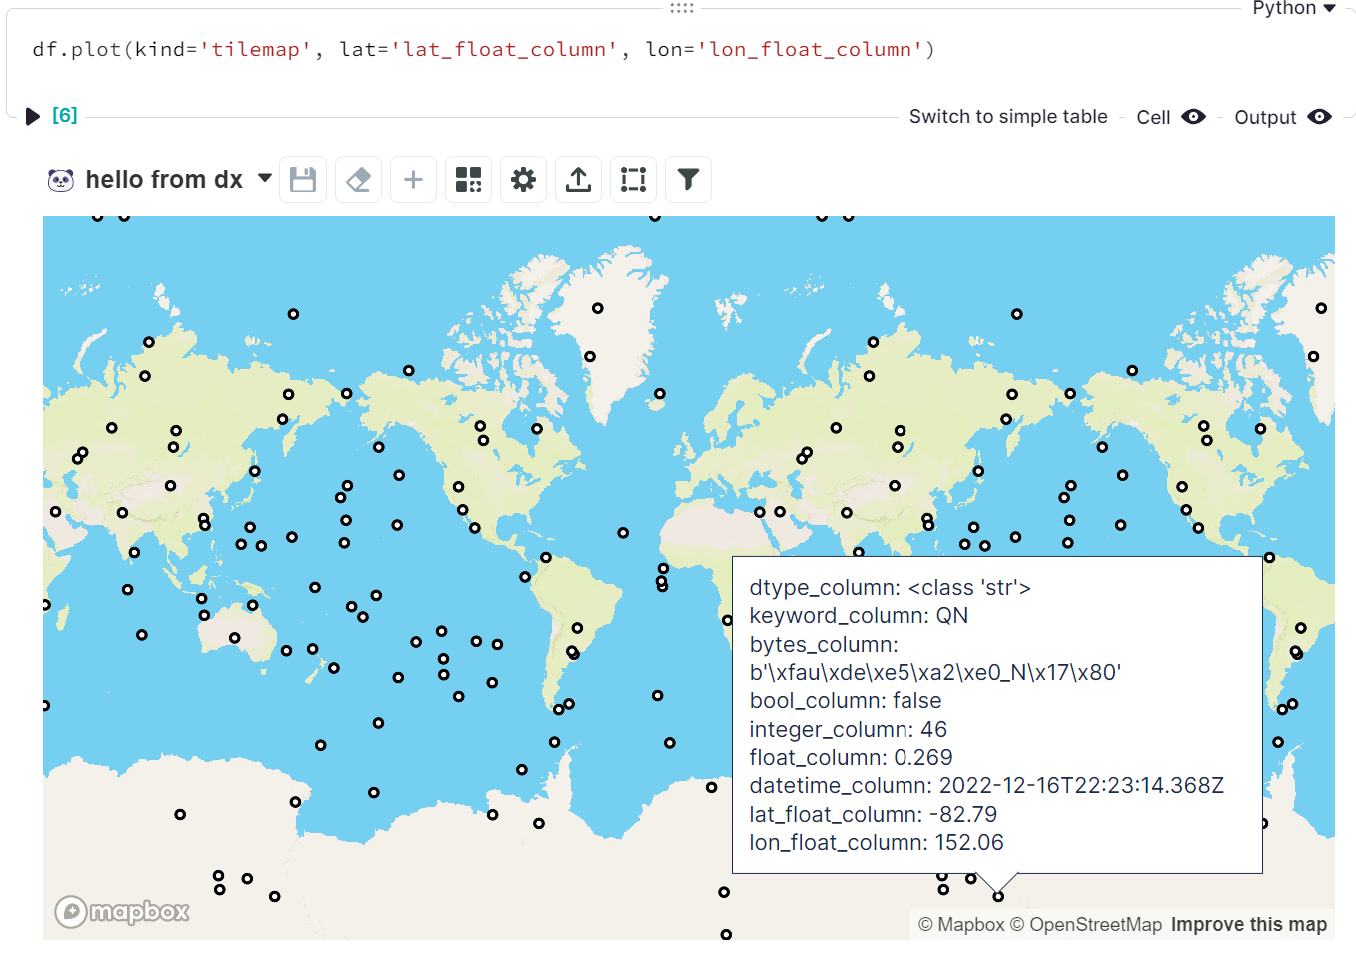 Python
df.plot(kind='tilemap', lat='lat_float_column', lon='lon_float_column')
[6]
Switch to simple table
Cell
Output
hello from dx
dtype_column: <class 'str'>
keyword_column: QN
bytes_column:
b'\xfau\xde\xe5\xa2\xe0_N\x17\x80'
bool_column: false
integer_column: 46
float_column: 0.269
datetime_column: 2022-12-16T22:23:14.368Z
lat_float_column: -82.79
lon_float_column: 152.06
mapbox
© Mapbox © OpenStreetMap Improve this map